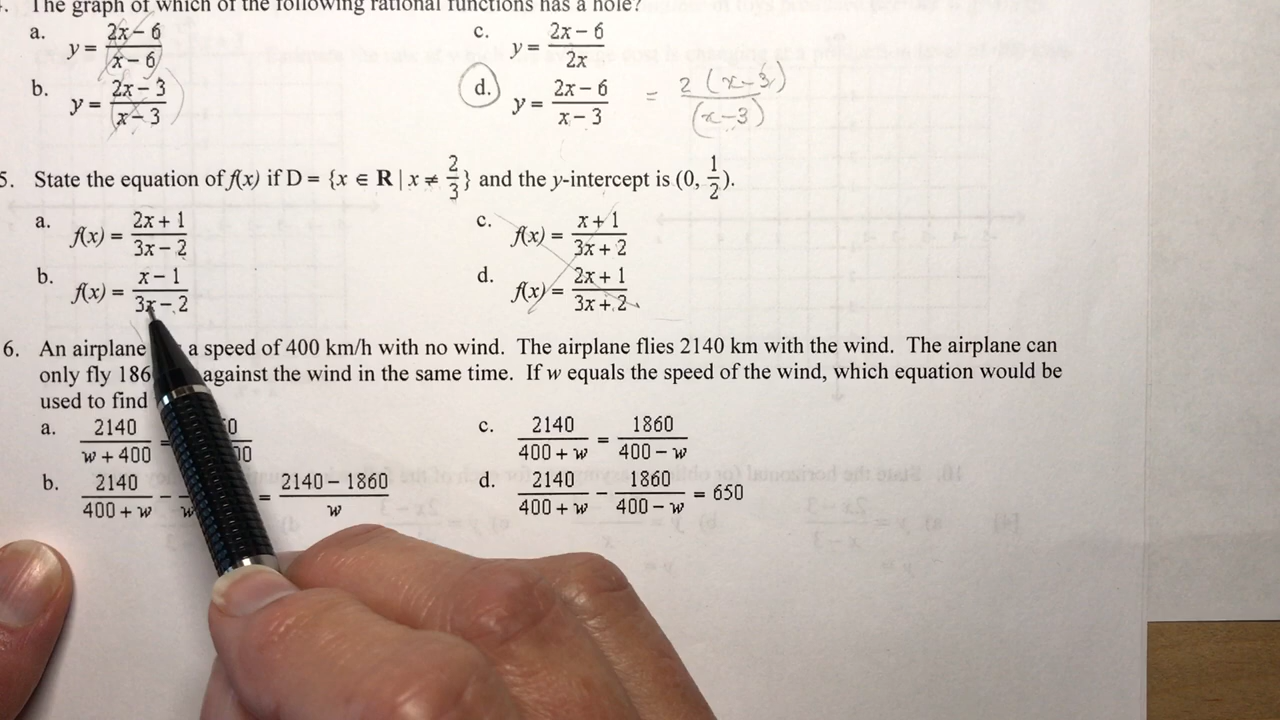 The graph of which of the following rational functions has a hole?
a. y = (2x − 6)/(x − 6)
c. y = (2x − 6)/(2x)
b. y = (2x − 3)/(x − 3)
d. y = (2x − 6)/(x − 3) = 2(x−3)/(x−3)
5. State the equation of f(x) if D = {x ∈ R | x ≠ 2/3} and the y-intercept is (0, 1/2).
a. f(x) = (2x + 1)/(3x − 2)
c. f(x) = (x + 1)/(3x + 2)
b. f(x) = (x − 1)/(3x − 2)
d. f(x) = (2x + 1)/(3x + 2)
6. An airplane a speed of 400 km/h with no wind. The airplane flies 2140 km with the wind. The airplane can
only fly 186 against the wind in the same time. If w equals the speed of the wind, which equation would be
used to find
a. 2140/(w + 400) =
c. 2140/(400 + w) = 1860/(400 − w)
b. 2140/(400 + w) − = (2140 − 1860)/w
d. 2140/(400 + w) − 1860/(400 − w) = 650